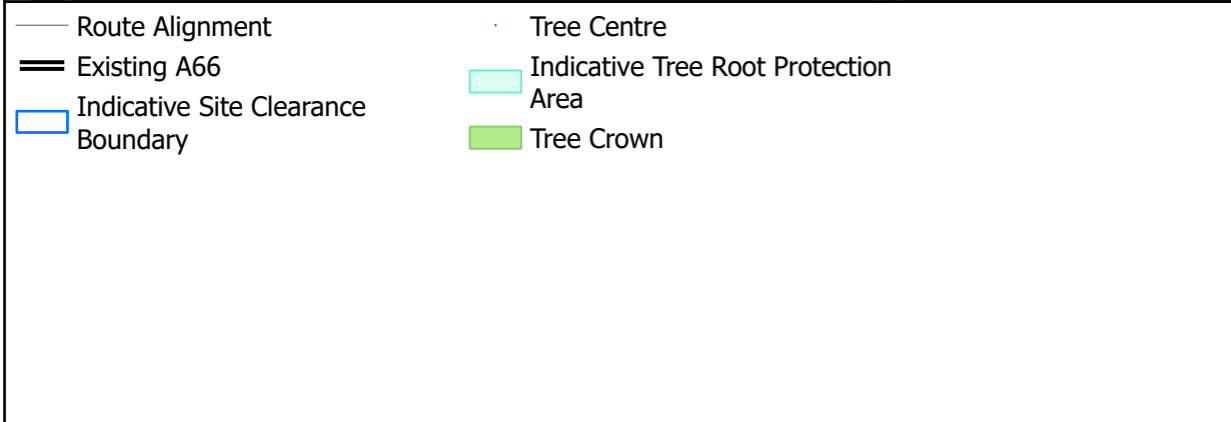 Route Alignment
Existing A66
Indicative Site Clearance
Boundary
Tree Centre
Indicative Tree Root Protection
Area
Tree Crown